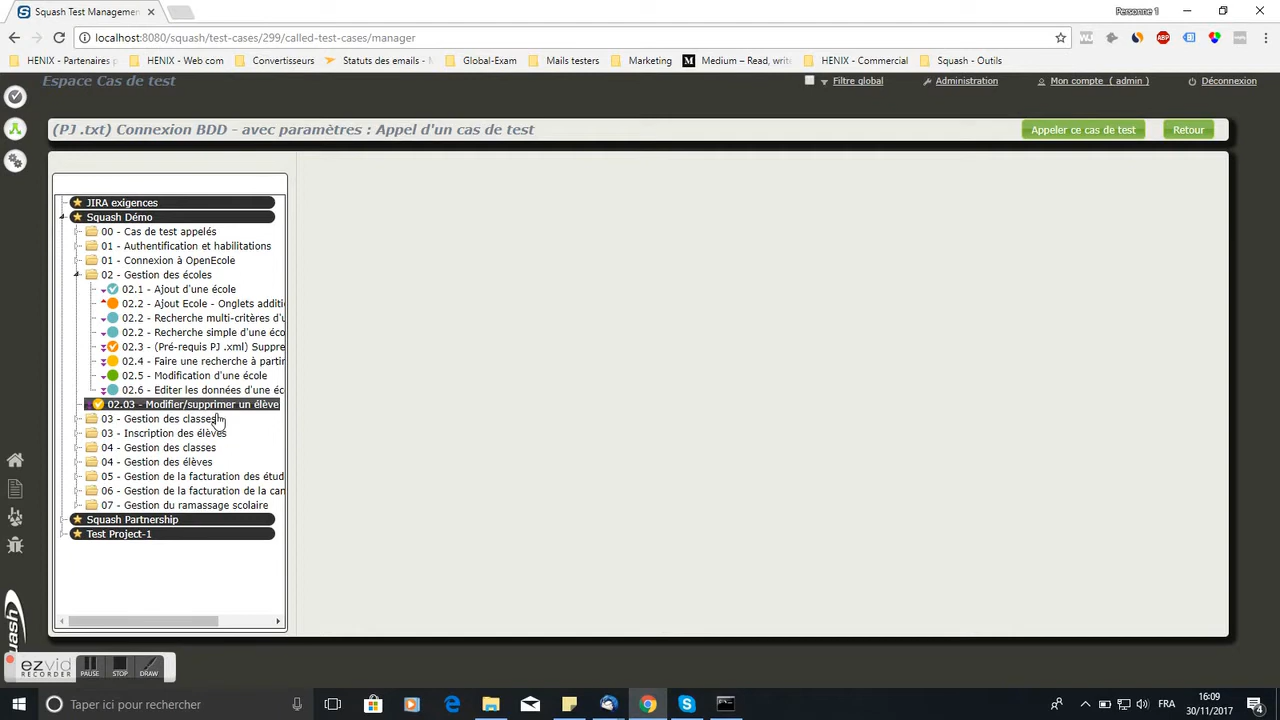 Squash Test Managemen
Personne 1
localhost:8080/squash/test-cases/299/called-test-cases/manager
HENIX - Partenaires p
HENIX - Web com
Convertisseurs
Statuts des emails - M
Global-Exam
Mails testers
Marketing
Medium – Read, write
HENIX - Commercial
Squash - Outils
ABP
Espace Cas de test
Filtre global
Administration
Mon compte ( admin )
Déconnexion
(PJ .txt) Connexion BDD - avec paramètres : Appel d'un cas de test
Appeler ce cas de test
Retour
JIRA exigences
Squash Démo
00 - Cas de test appelés
01 - Authentification et habilitations
01 - Connexion à OpenEcole
02 - Gestion des écoles
02.1 - Ajout d'une école
02.2 - Ajout Ecole - Onglets additi
02.2 - Recherche multi-critères d'u
02.2 - Recherche simple d'une éco
02.3 - (Pré-requis PJ .xml) Suppre
02.4 - Faire une recherche à partir
02.5 - Modification d'une école
02.6 - Editer les données d'une éc
02.03 - Modifier/supprimer un élève
03 - Gestion des classes
03 - Inscription des élèves
04 - Gestion des classes
04 - Gestion des élèves
05 - Gestion de la facturation des étud
06 - Gestion de la facturation de la can
07 - Gestion du ramassage scolaire
Squash Partnership
Test Project-1
squash
ezvid
RECORDER
PAUSE
STOP
DRAW
Taper ici pour rechercher
FRA
16:09
30/11/2017
4